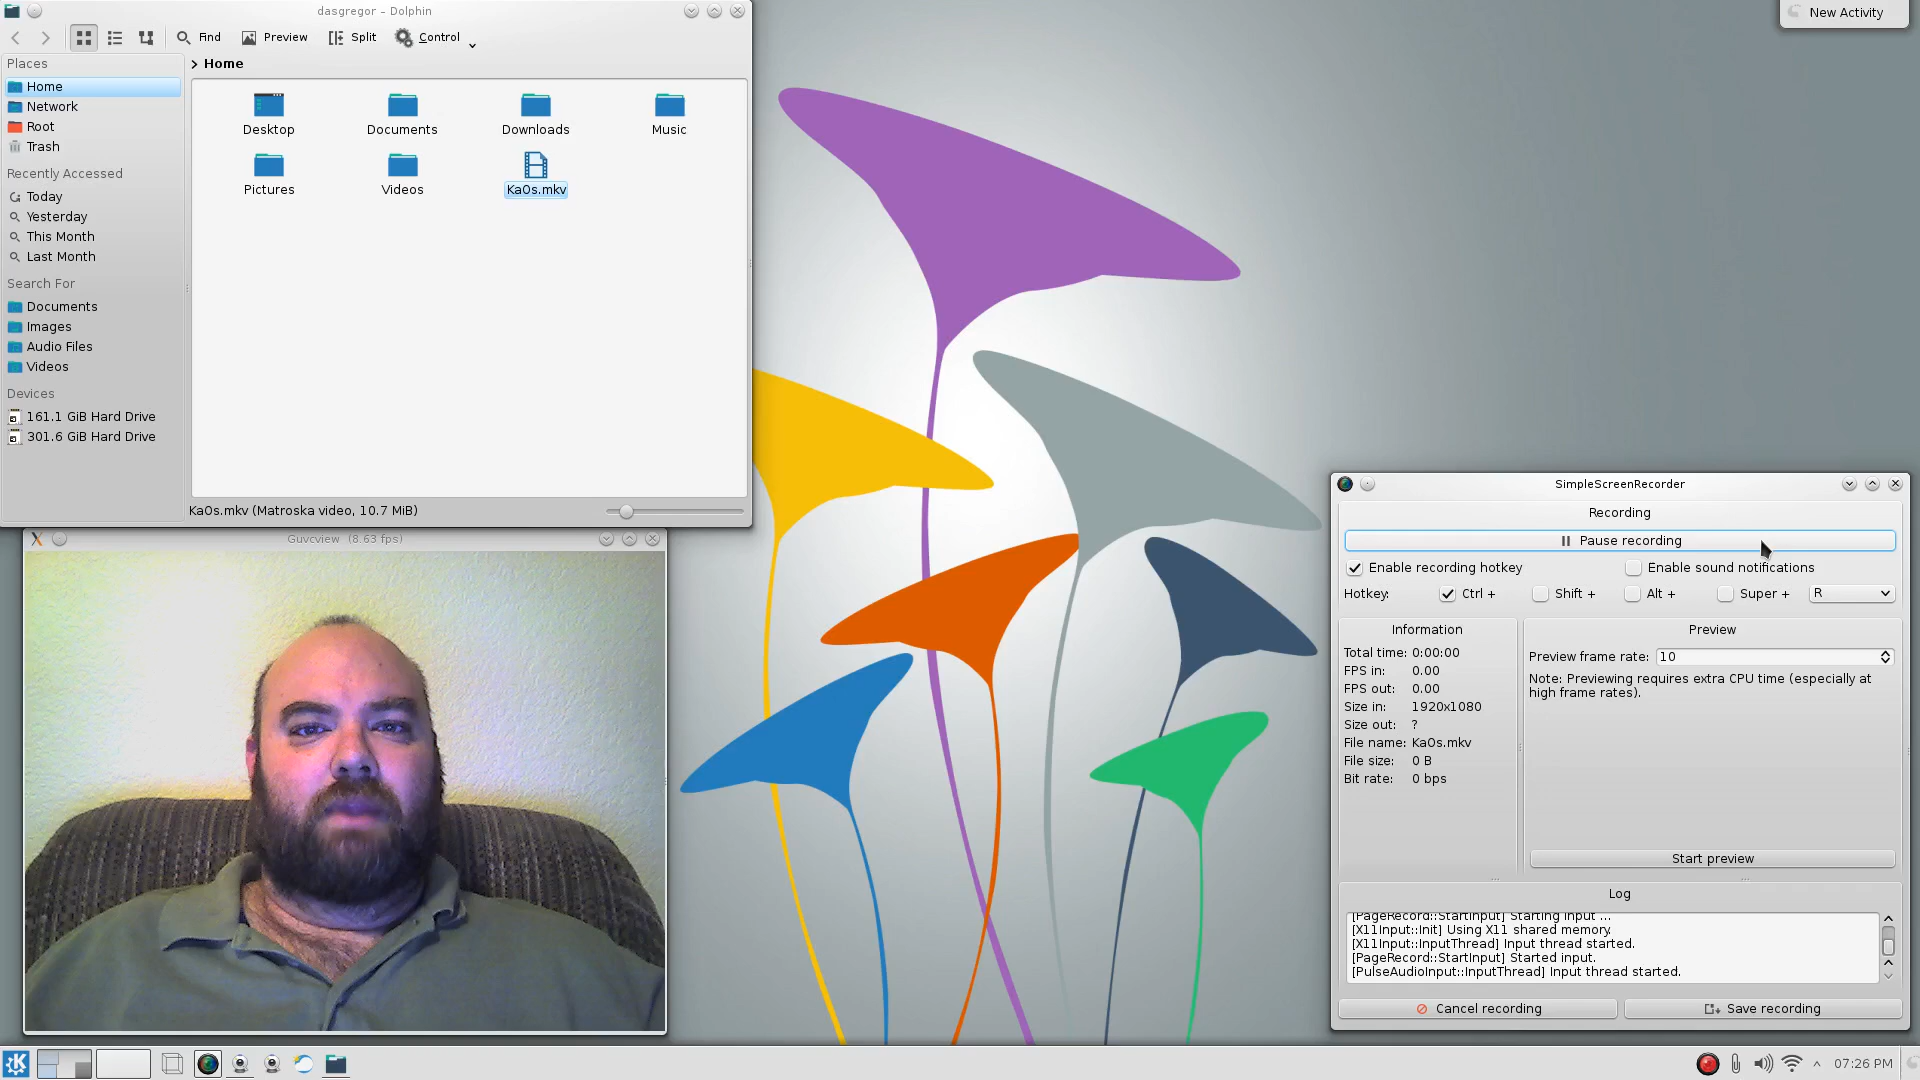 dasgregor – Dolphin
New Activity
Find
Preview
Split
Control
Places
Home
Home
Network
Root
Trash
Recently Accessed
Today
Yesterday
This Month
Last Month
Search For
Documents
Images
Audio Files
Videos
Devices
161.1 GiB Hard Drive
301.6 GiB Hard Drive
Desktop
Documents
Downloads
Music
Pictures
Videos
KaOs.mkv
KaOs.mkv (Matroska video, 10.7 MiB)
Guvcview (8.63 fps)
SimpleScreenRecorder
Recording
Pause recording
Enable recording hotkey
Enable sound notifications
Hotkey: Ctrl + Shift + Alt + Super + R
Information
Total time: 0:00:00
FPS in: 0.00
FPS out: 0.00
Size in: 1920x1080
Size out: ?
File name: KaOs.mkv
File size: 0 B
Bit rate: 0 bps
Preview
Preview frame rate: 10
Note: Previewing requires extra CPU time (especially at
high frame rates).
Start preview
Log
[PageRecord::StartInput] Starting input ...
[X11Input::Init] Using X11 shared memory.
[X11Input::InputThread] Input thread started.
[PageRecord::StartInput] Started input.
[PulseAudioInput::InputThread] Input thread started.
Cancel recording
Save recording
07:26 PM